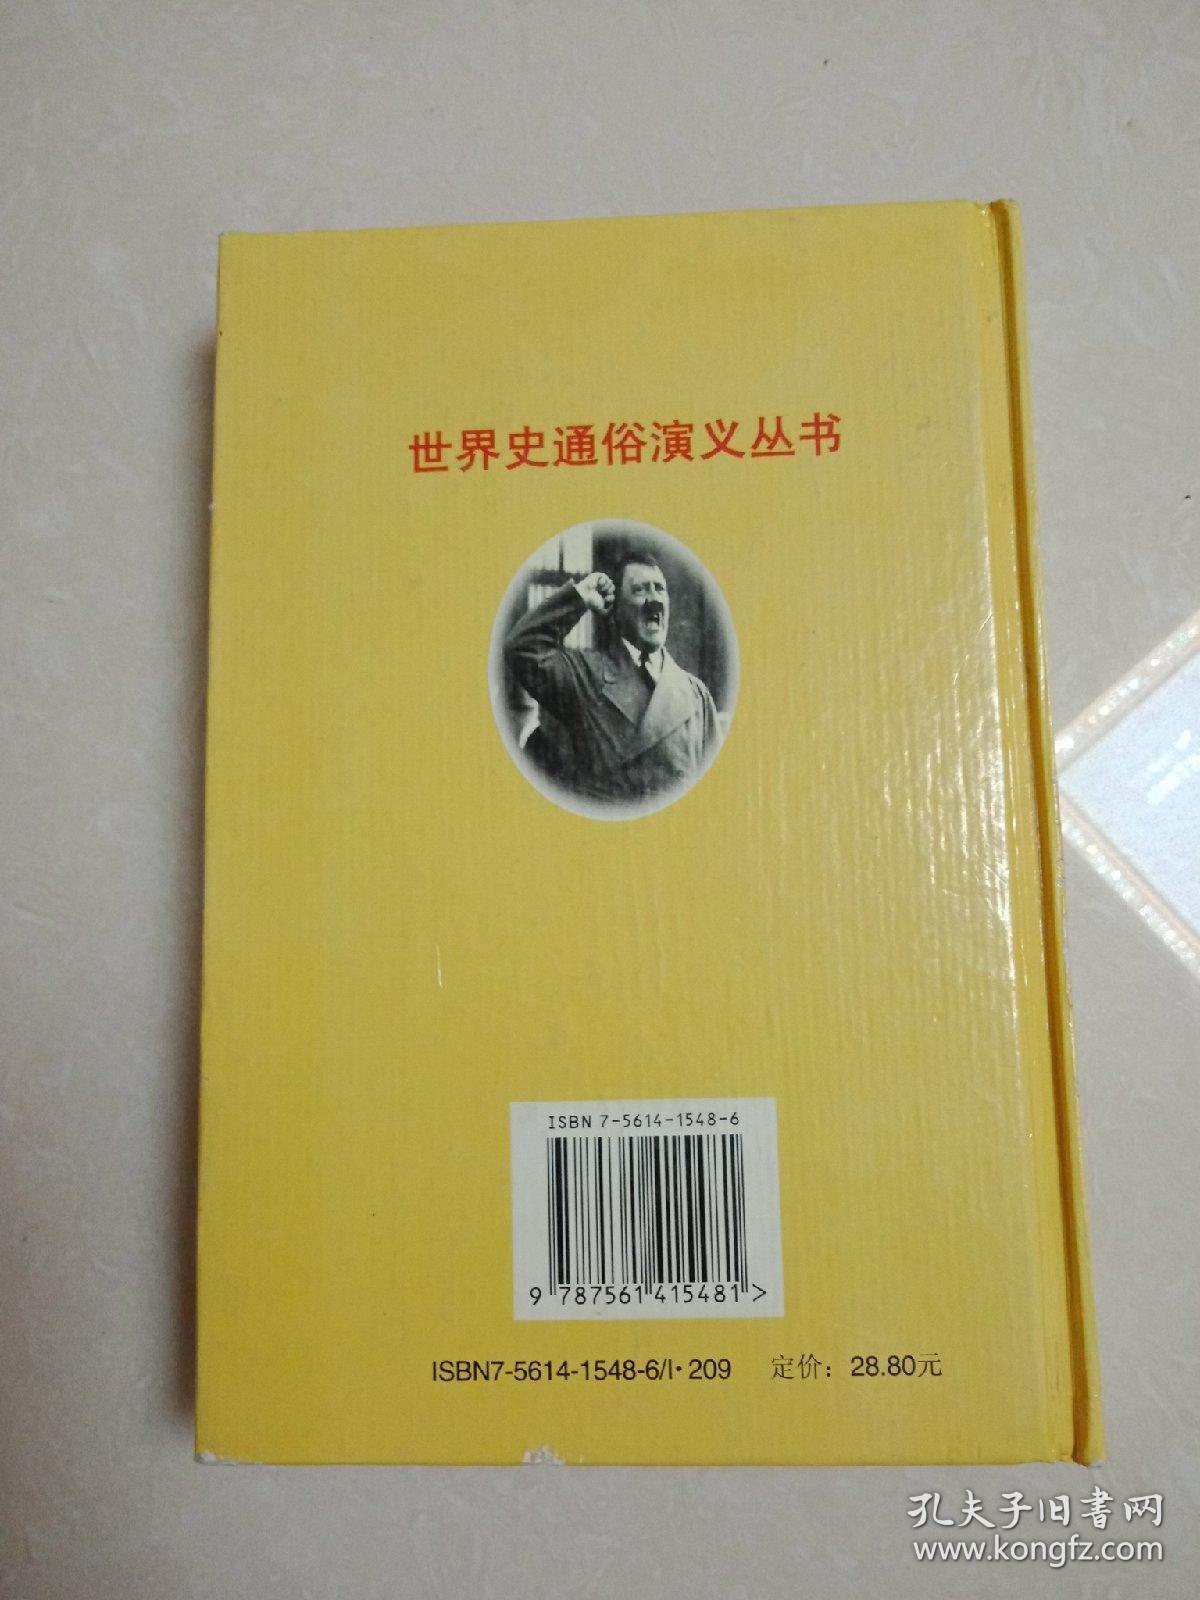 世界史通俗演义丛书
ISBN 7-5614-1548-6
9 787561 415481 >
ISBN7-5614-1548-6/I·209 定价：28.80元
孔夫子旧书网
www.kongfz.com